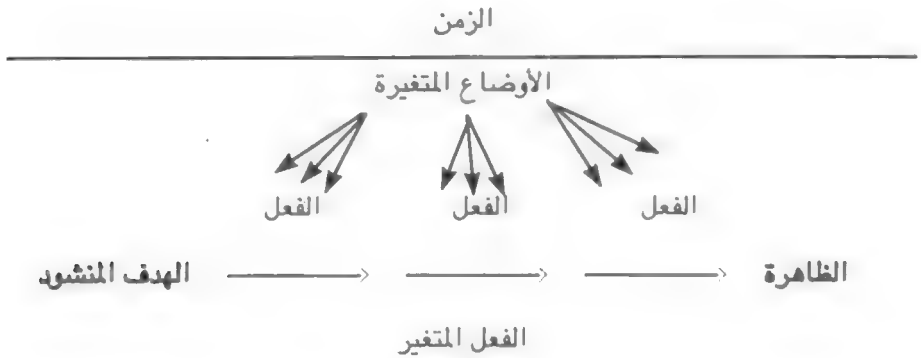 الزمن
الأوضاع المتغيرة
الفعل الفعل الفعل
الظاهرة الهدف المنشود
الفعل المتغير